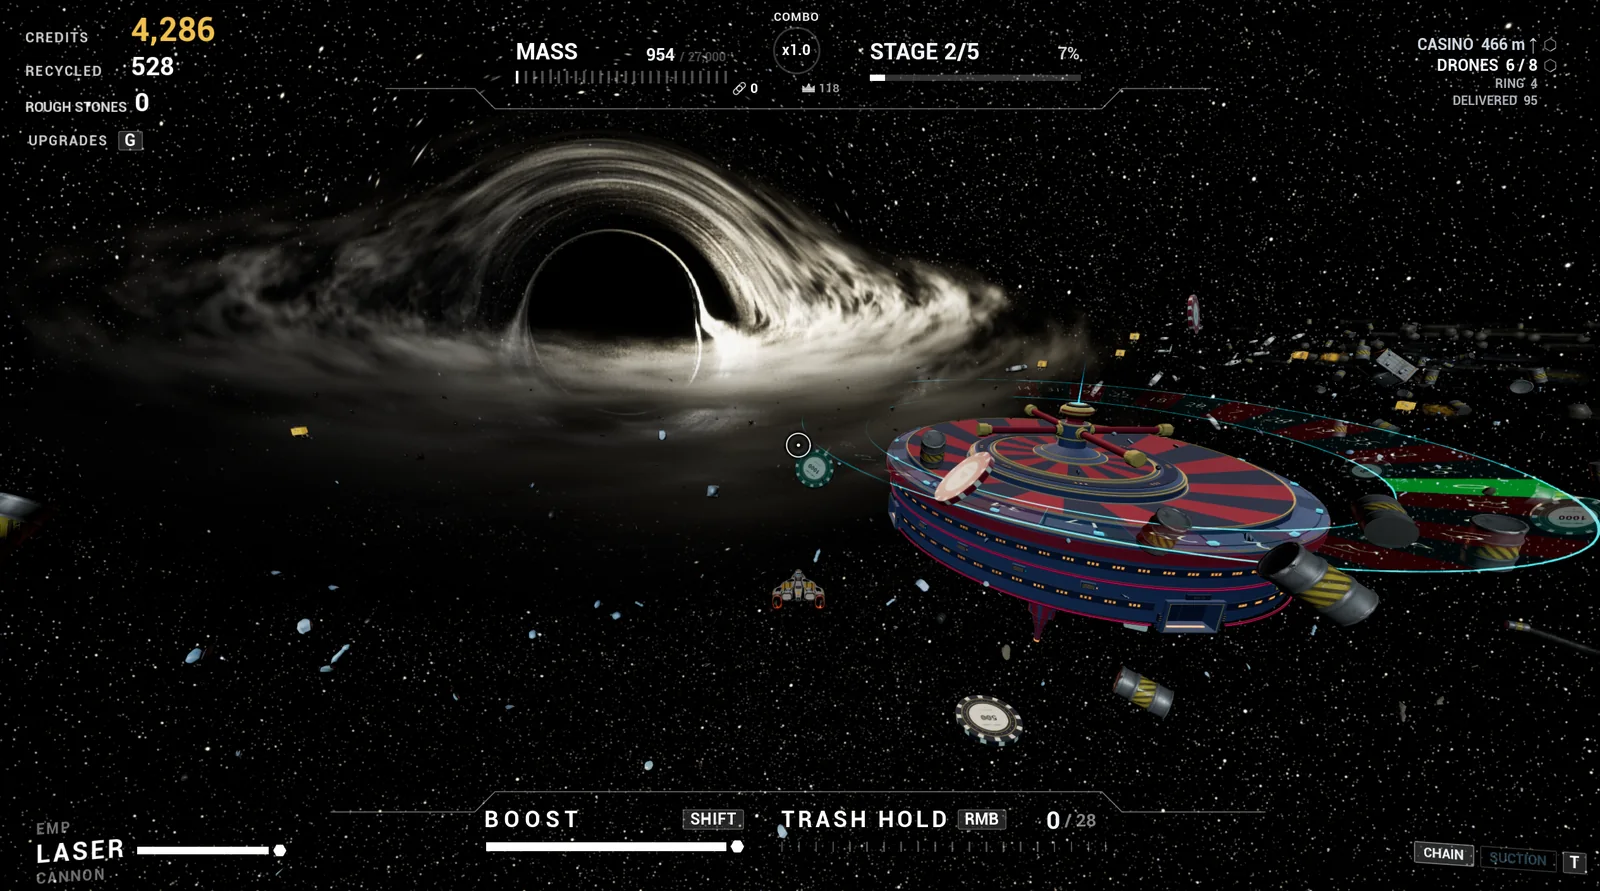 CREDITS 4,286
RECYCLED 528
ROUGH STONES 0
UPGRADES G
MASS 954 / 27,000
0
COMBO
x1.0
118
STAGE 2/5 7%
CASINO 466 m ↑
DRONES 6 / 8
RING 4
DELIVERED 95
1000
500
EMP
LASER
CANNON
BOOST SHIFT
TRASH HOLD RMB 0 / 28
CHAIN SUCTION T